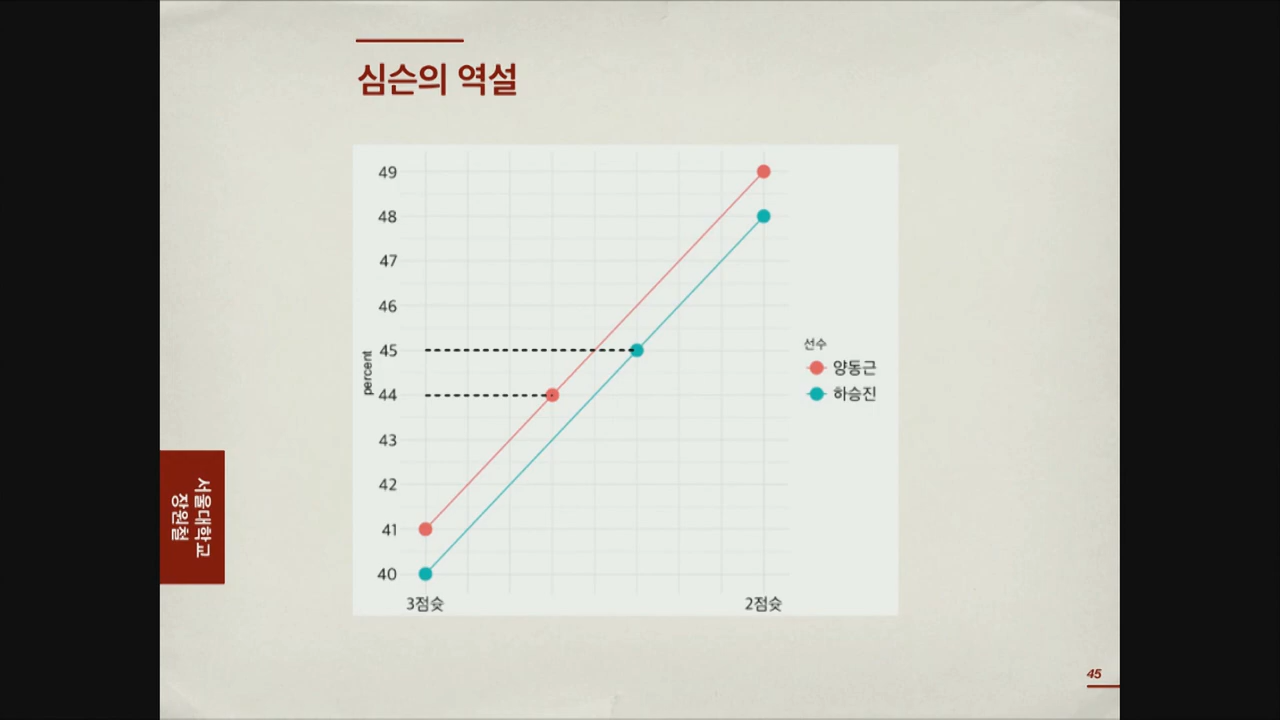 심슨의 역설
49
48
47
46
45
44
43
42
41
40
percent
3점슛
2점슛
선수
양동근
하승진
서울대학교
장원철
45